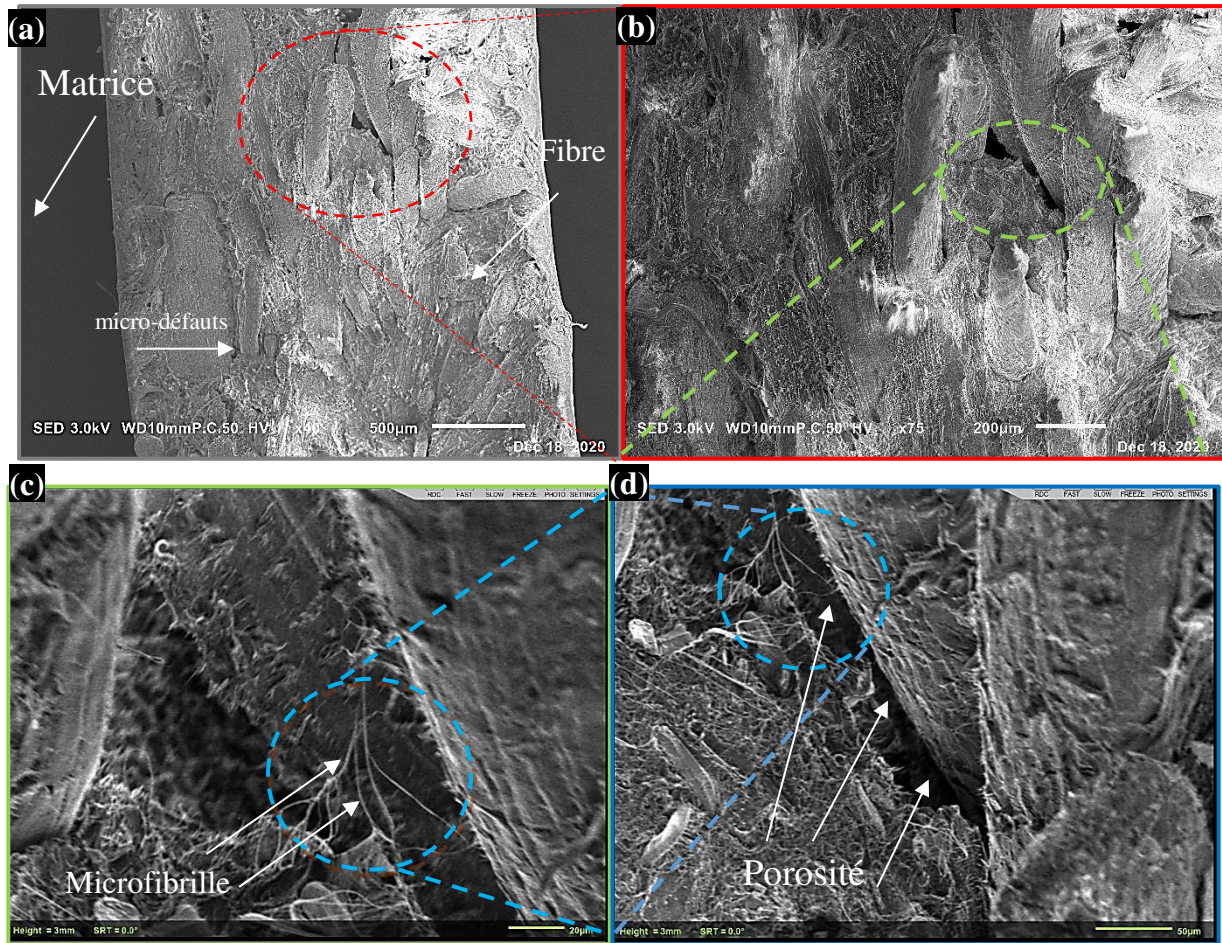 (a)
Matrice
Fibre
micro-défauts
SED 3.0kV WD10mmP.C.50 HV. x40 500µm
Dec 18, 2020
(b)
SED 3.0kV WD10mmP.C.50 HV. x75 200µm
Dec 18, 2020
(c)
RDC FAST SLOW FREEZE PHOTO SETTINGS
Microfibrille
Height = 3mm SRT = 0.0° 20µm
(d)
RDC FAST SLOW FREEZE PHOTO SETTINGS
Porosité
Height = 3mm SRT = 0.0° 50µm